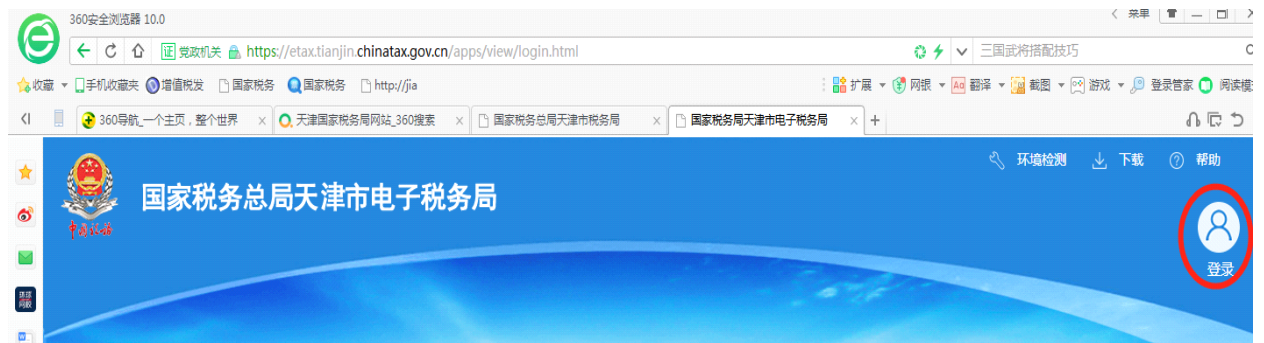 360安全浏览器 10.0
菜单
证 党政机关 https://etax.tianjin.chinatax.gov.cn/apps/view/login.html
三国武将搭配技巧
收藏 手机收藏夹 增值税发 国家税务 国家税务 http://jia
扩展 网银 翻译 截图 游戏 登录管家 阅读模
360导航_一个主页，整个世界 天津国家税务局网站_360搜索 国家税务总局天津市税务局 国家税务局天津市电子税务局
环境检测 下载 帮助
国家税务总局天津市电子税务局
中国税务
登录